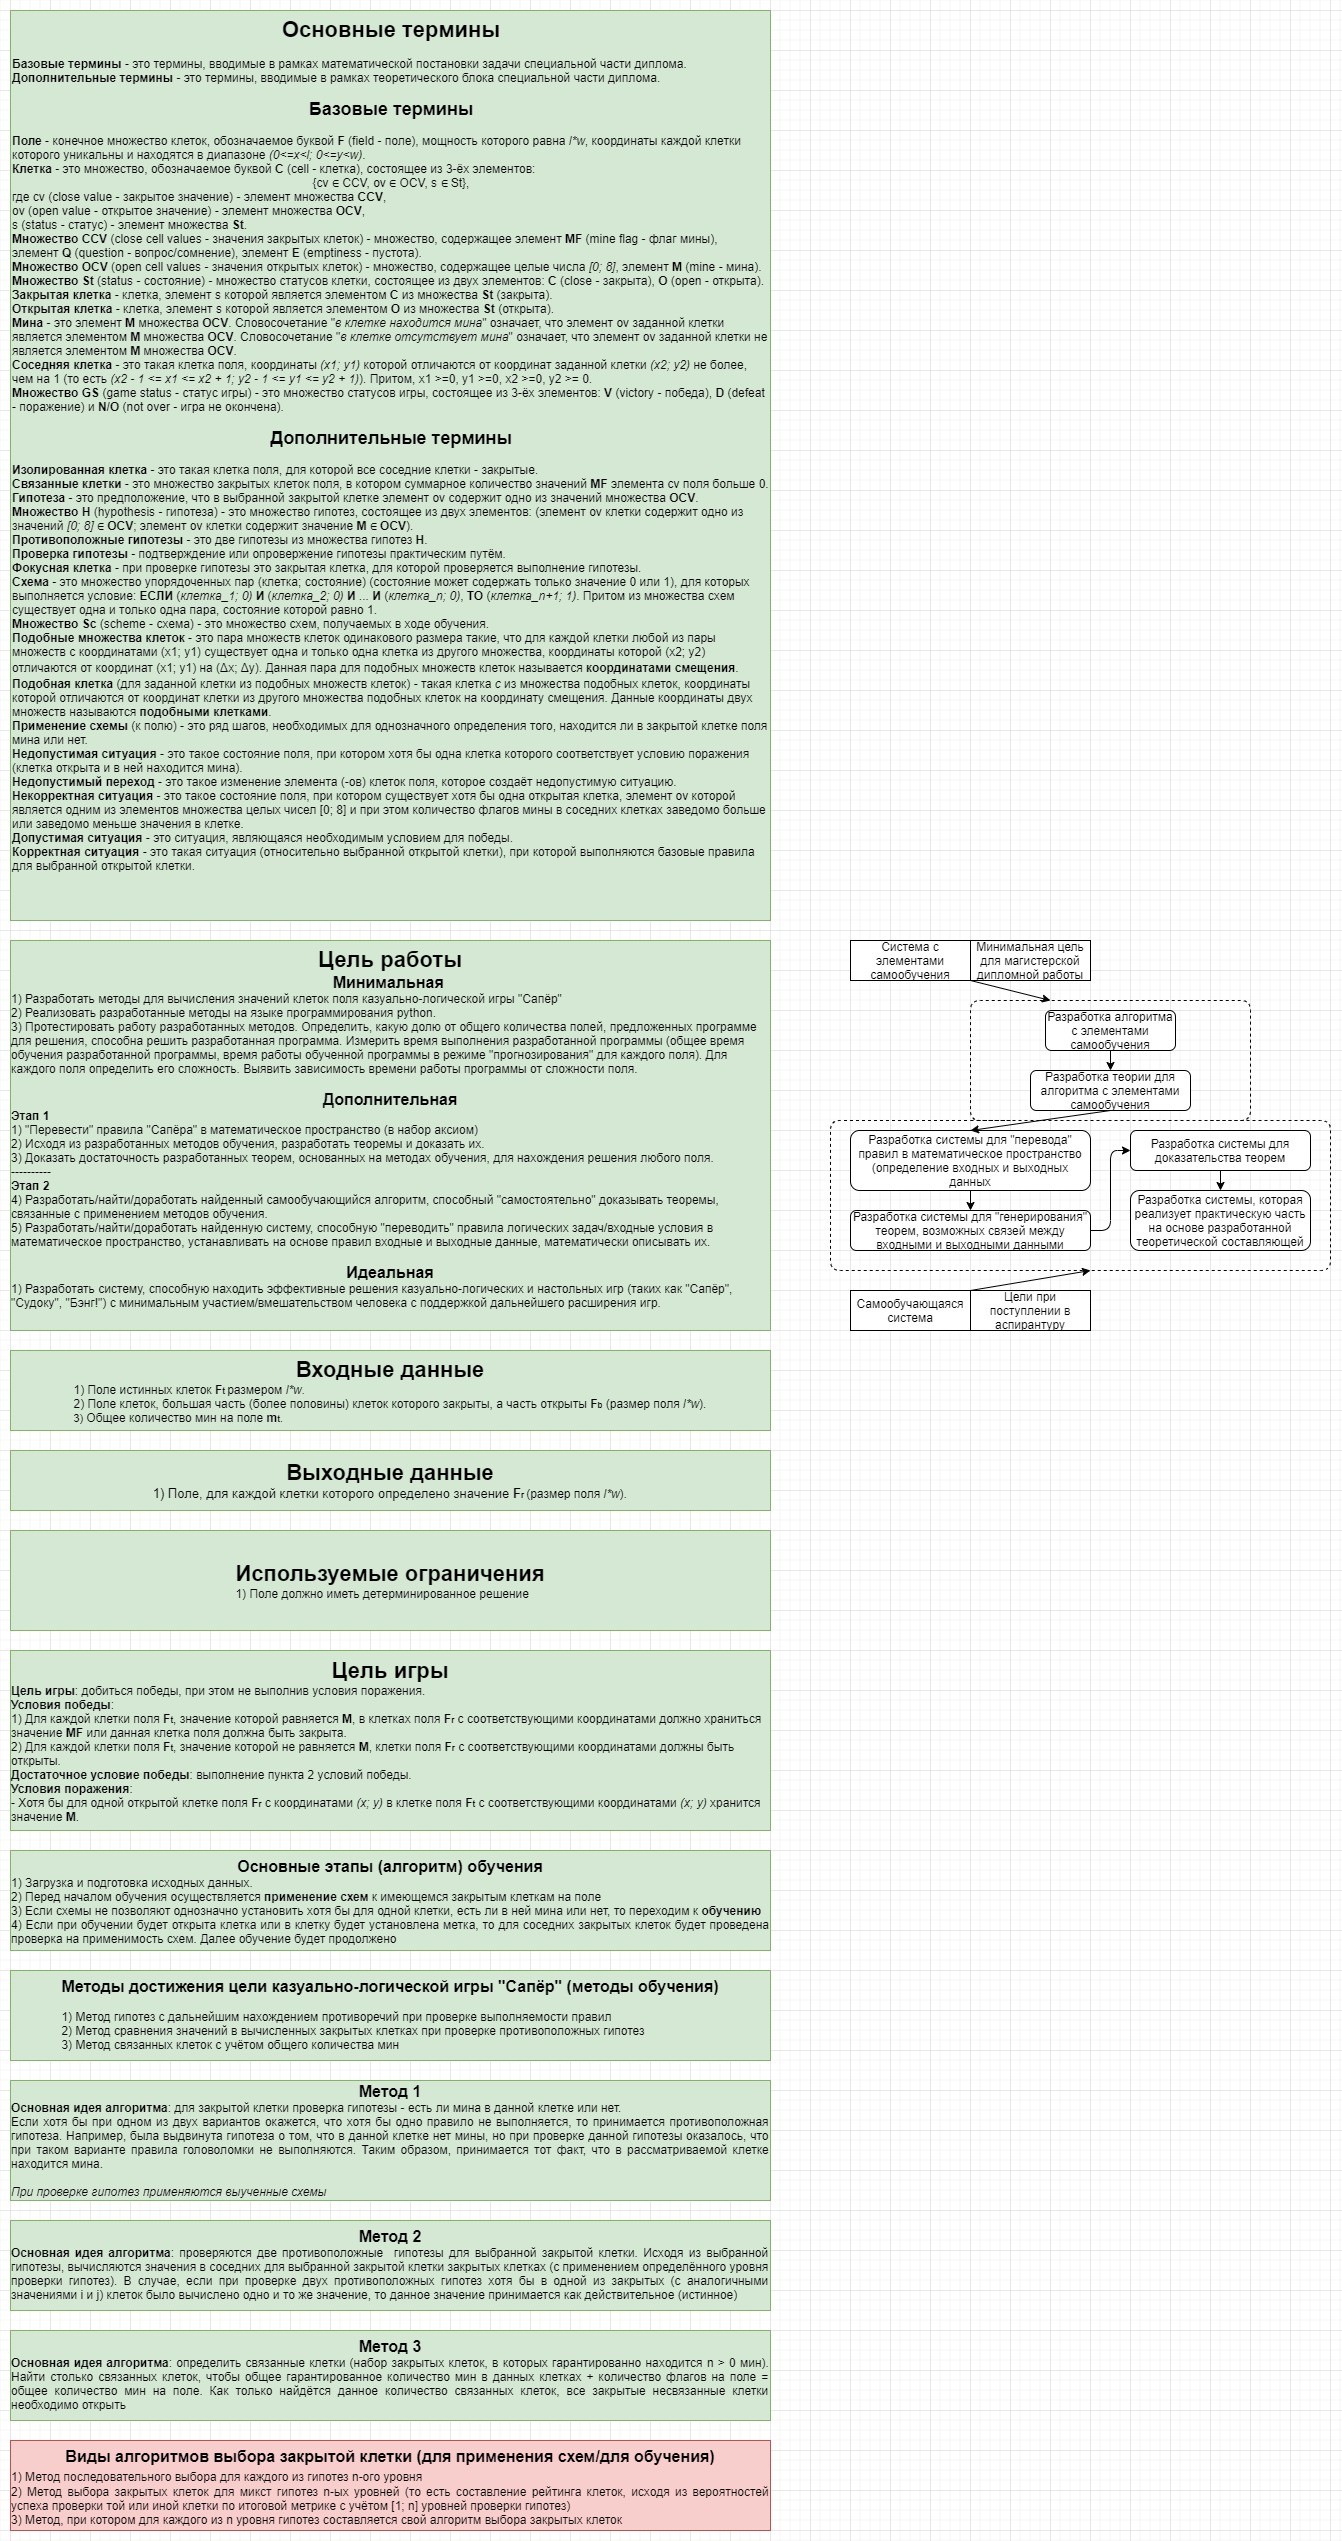 Основные термины
Базовые термины - это термины, вводимые в рамках математической постановки задачи специальной части диплома.
Дополнительные термины - это термины, вводимые в рамках теоретического блока специальной части диплома.
Базовые термины
Поле - конечное множество клеток, обозначаемое буквой F (field - поле), мощность которого равна l*w, координаты каждой клетки
которого уникальны и находятся в диапазоне (0<=x<l; 0<=y<w).
Клетка - это множество, обозначаемое буквой C (cell - клетка), состоящее из 3-ёх элементов:
{cv ∈ CCV, ov ∈ OCV, s ∈ St},
где cv (close value - закрытое значение) - элемент множества CCV,
ov (open value - открытое значение) - элемент множества OCV,
s (status - статус) - элемент множества St.
Множество CCV (close cell values - значения закрытых клеток) - множество, содержащее элемент MF (mine flag - флаг мины),
элемент Q (question - вопрос/сомнение), элемент E (emptiness - пустота).
Множество OCV (open cell values - значения открытых клеток) - множество, содержащее целые числа [0; 8], элемент M (mine - мина).
Множество St (status - состояние) - множество статусов клетки, состоящее из двух элементов: C (close - закрыта), O (open - открыта).
Закрытая клетка - клетка, элемент s которой является элементом C из множества St (закрыта).
Открытая клетка - клетка, элемент s которой является элементом O из множества St (открыта).
Мина - это элемент M множества OCV. Словосочетание "в клетке находится мина" означает, что элемент ov заданной клетки
является элементом M множества OCV. Словосочетание "в клетке отсутствует мина" означает, что элемент ov заданной клетки не
является элементом M множества OCV.
Соседняя клетка - это такая клетка поля, координаты (x1; y1) которой отличаются от координат заданной клетки (x2; y2) не более,
чем на 1 (то есть (x2 - 1 <= x1 <= x2 + 1; y2 - 1 <= y1 <= y2 + 1)). Притом, x1 >=0, y1 >=0, x2 >=0, y2 >= 0.
Множество GS (game status - статус игры) - это множество статусов игры, состоящее из 3-ёх элементов: V (victory - победа), D (defeat
- поражение) и N/O (not over - игра не окончена).
Дополнительные термины
Изолированная клетка - это такая клетка поля, для которой все соседние клетки - закрытые.
Связанные клетки - это множество закрытых клеток поля, в котором суммарное количество значений MF элемента cv поля больше 0.
Гипотеза - это предположение, что в выбранной закрытой клетке элемент ov содержит одно из значений множества OCV.
Множество H (hypothesis - гипотеза) - это множество гипотез, состоящее из двух элементов: (элемент ov клетки содержит одно из
значений [0; 8] ∈ OCV; элемент ov клетки содержит значение M ∈ OCV).
Противоположные гипотезы - это две гипотезы из множества гипотез H.
Проверка гипотезы - подтверждение или опровержение гипотезы практическим путём.
Фокусная клетка - при проверке гипотезы это закрытая клетка, для которой проверяется выполнение гипотезы.
Схема - это множество упорядоченных пар (клетка; состояние) (состояние может содержать только значение 0 или 1), для которых
выполняется условие: ЕСЛИ (клетка_1; 0) И (клетка_2; 0) И ... И (клетка_n; 0), ТО (клетка_n+1; 1). Притом из множества схем
существует одна и только одна пара, состояние которой равно 1.
Множество Sc (scheme - схема) - это множество схем, получаемых в ходе обучения.
Подобные множества клеток - это пара множеств клеток одинакового размера такие, что для каждой клетки любой из пары
множеств с координатами (x1; y1) существует одна и только одна клетка из другого множества, координаты которой (x2; y2)
отличаются от координат (x1; y1) на (Δx; Δy). Данная пара для подобных множеств клеток называется координатами смещения.
Подобная клетка (для заданной клетки из подобных множеств клеток) - такая клетка c из множества подобных клеток, координаты
которой отличаются от координат клетки из другого множества подобных клеток на координату смещения. Данные координаты двух
множеств называются подобными клетками.
Применение схемы (к полю) - это ряд шагов, необходимых для однозначного определения того, находится ли в закрытой клетке поля
мина или нет.
Недопустимая ситуация - это такое состояние поля, при котором хотя бы одна клетка которого соответствует условию поражения
(клетка открыта и в ней находится мина).
Недопустимый переход - это такое изменение элемента (-ов) клеток поля, которое создаёт недопустимую ситуацию.
Некорректная ситуация - это такое состояние поля, при котором существует хотя бы одна открытая клетка, элемент ov которой
является одним из элементов множества целых чисел [0; 8] и при этом количество флагов мины в соседних клетках заведомо больше
или заведомо меньше значения в клетке.
Допустимая ситуация - это ситуация, являющаяся необходимым условием для победы.
Корректная ситуация - это такая ситуация (относительно выбранной открытой клетки), при которой выполняются базовые правила
для выбранной открытой клетки.
Цель работы
Минимальная
1) Разработать методы для вычисления значений клеток поля казуально-логической игры "Сапёр"
2) Реализовать разработанные методы на языке программирования python.
3) Протестировать работу разработанных методов. Определить, какую долю от общего количества полей, предложенных программе
для решения, способна решить разработанная программа. Измерить время выполнения разработанной программы (общее время
обучения разработанной программы, время работы обученной программы в режиме "прогнозирования" для каждого поля). Для
каждого поля определить его сложность. Выявить зависимость времени работы программы от сложности поля.
Дополнительная
Этап 1
1) "Перевести" правила "Сапёра" в математическое пространство (в набор аксиом)
2) Исходя из разработанных методов обучения, разработать теоремы и доказать их.
3) Доказать достаточность разработанных теорем, основанных на методах обучения, для нахождения решения любого поля.
----------
Этап 2
4) Разработать/найти/доработать найденный самообучающийся алгоритм, способный "самостоятельно" доказывать теоремы,
связанные с применением методов обучения.
5) Разработать/найти/доработать найденную систему, способную "переводить" правила логических задач/входные условия в
математическое пространство, устанавливать на основе правил входные и выходные данные, математически описывать их.
Идеальная
1) Разработать систему, способную находить эффективные решения казуально-логических и настольных игр (таких как "Сапёр",
"Судоку", "Бэнг!") с минимальным участием/вмешательством человека с поддержкой дальнейшего расширения игр.
Система с
элементами
самообучения
Минимальная цель
для магистерской
дипломной работы
Разработка алгоритма
с элементами
самообучения
Разработка теории для
алгоритма с элементами
самообучения
Разработка системы для "перевода"
правил в математическое пространство
(определение входных и выходных
данных
Разработка системы для "генерирования"
теорем, возможных связей между
входными и выходными данными
Разработка системы для
доказательства теорем
Разработка системы, которая
реализует практическую часть
на основе разработанной
теоретической составляющей
Самообучающаяся
система
Цели при
поступлении в
аспирантуру
Входные данные
1) Поле истинных клеток Ft размером l*w.
2) Поле клеток, большая часть (более половины) клеток которого закрыты, а часть открыты Fb (размер поля l*w).
3) Общее количество мин на поле mt.
Выходные данные
1) Поле, для каждой клетки которого определено значение Fr (размер поля l*w).
Используемые ограничения
1) Поле должно иметь детерминированное решение
Цель игры
Цель игры: добиться победы, при этом не выполнив условия поражения.
Условия победы:
1) Для каждой клетки поля Ft, значение которой равняется M, в клетках поля Fr с соответствующими координатами должно храниться
значение MF или данная клетка поля должна быть закрыта.
2) Для каждой клетки поля Ft, значение которой не равняется M, клетки поля Fr с соответствующими координатами должны быть
открыты.
Достаточное условие победы: выполнение пункта 2 условий победы.
Условия поражения:
- Хотя бы для одной открытой клетке поля Fr с координатами (x; y) в клетке поля Ft с соответствующими координатами (x; y) хранится
значение M.
Основные этапы (алгоритм) обучения
1) Загрузка и подготовка исходных данных.
2) Перед началом обучения осуществляется применение схем к имеющемся закрытым клеткам на поле
3) Если схемы не позволяют однозначно установить хотя бы для одной клетки, есть ли в ней мина или нет, то переходим к обучению
4) Если при обучении будет открыта клетка или в клетку будет установлена метка, то для соседних закрытых клеток будет проведена
проверка на применимость схем. Далее обучение будет продолжено
Методы достижения цели казуально-логической игры "Сапёр" (методы обучения)
1) Метод гипотез с дальнейшим нахождением противоречий при проверке выполняемости правил
2) Метод сравнения значений в вычисленных закрытых клетках при проверке противоположных гипотез
3) Метод связанных клеток с учётом общего количества мин
Метод 1
Основная идея алгоритма: для закрытой клетки проверка гипотезы - есть ли мина в данной клетке или нет.
Если хотя бы при одном из двух вариантов окажется, что хотя бы одно правило не выполняется, то принимается противоположная
гипотеза. Например, была выдвинута гипотеза о том, что в данной клетке нет мины, но при проверке данной гипотезы оказалось, что
при таком варианте правила головоломки не выполняются. Таким образом, принимается тот факт, что в рассматриваемой клетке
находится мина.
При проверке гипотез применяются выученные схемы
Метод 2
Основная идея алгоритма: проверяются две противоположные гипотезы для выбранной закрытой клетки. Исходя из выбранной
гипотезы, вычисляются значения в соседних для выбранной закрытой клетки закрытых клетках (с применением определённого уровня
проверки гипотез). В случае, если при проверке двух противоположных гипотез хотя бы в одной из закрытых (с аналогичными
значениями i и j) клеток было вычислено одно и то же значение, то данное значение принимается как действительное (истинное)
Метод 3
Основная идея алгоритма: определить связанные клетки (набор закрытых клеток, в которых гарантированно находится n > 0 мин).
Найти столько связанных клеток, чтобы общее гарантированное количество мин в данных клетках + количество флагов на поле =
общее количество мин на поле. Как только найдётся данное количество связанных клеток, все закрытые несвязанные клетки
необходимо открыть
Виды алгоритмов выбора закрытой клетки (для применения схем/для обучения)
1) Метод последовательного выбора для каждого из гипотез n-ого уровня
2) Метод выбора закрытых клеток для микст гипотез n-ых уровней (то есть составление рейтинга клеток, исходя из вероятностей
успеха проверки той или иной клетки по итоговой метрике с учётом [1; n] уровней проверки гипотез)
3) Метод, при котором для каждого из n уровня гипотез составляется свой алгоритм выбора закрытых клеток